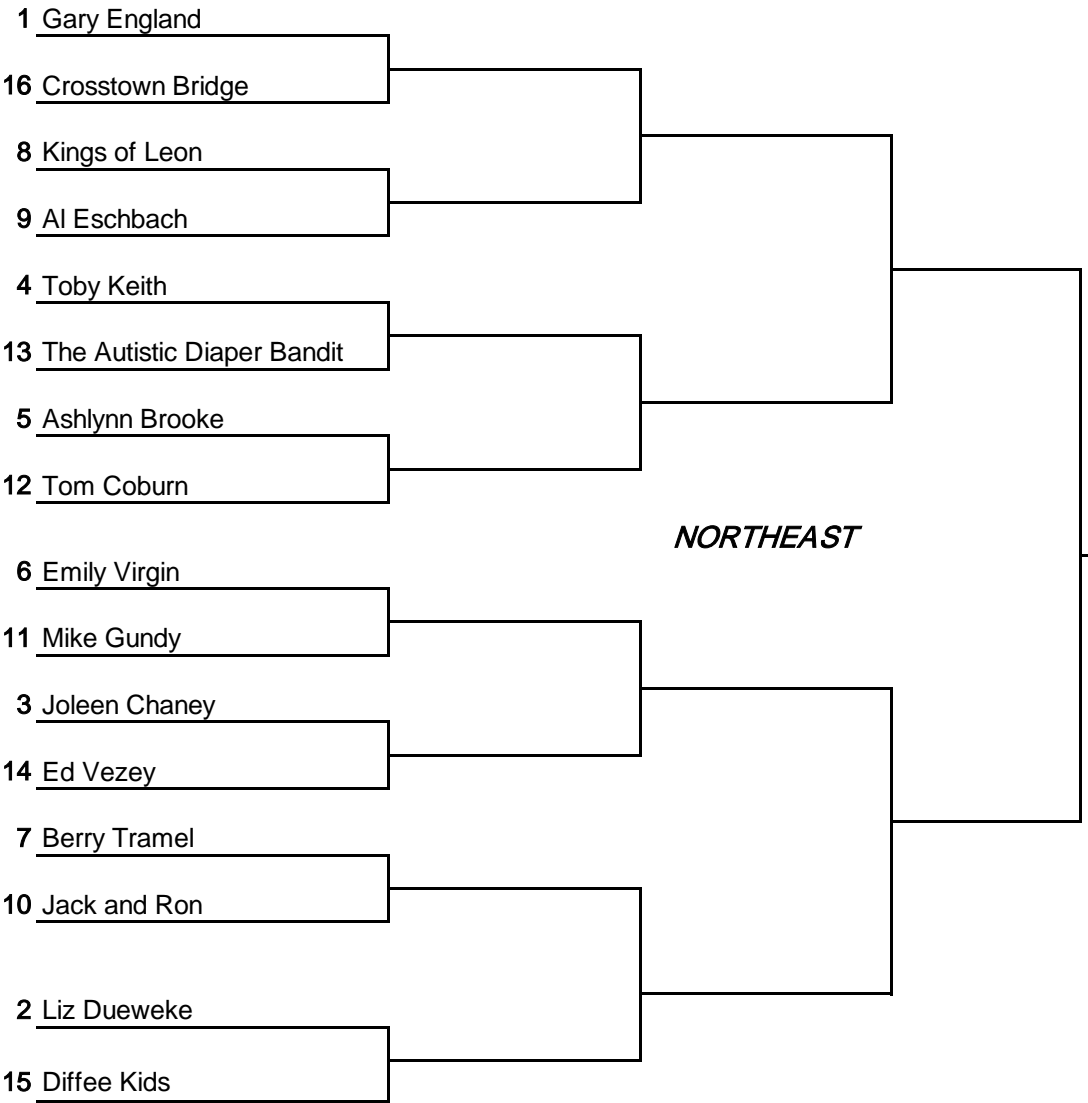 1 Gary England
16 Crosstown Bridge
8 Kings of Leon
9 Al Eschbach
4 Toby Keith
13 The Autistic Diaper Bandit
5 Ashlynn Brooke
12 Tom Coburn
NORTHEAST
6 Emily Virgin
11 Mike Gundy
3 Joleen Chaney
14 Ed Vezey
7 Berry Tramel
10 Jack and Ron
2 Liz Dueweke
15 Diffee Kids